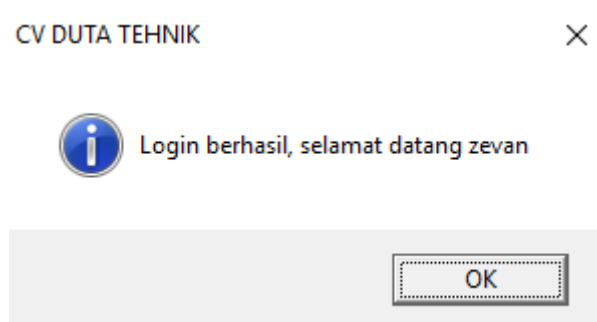 CV DUTA TEHNIK
Login berhasil, selamat datang zevan
OK